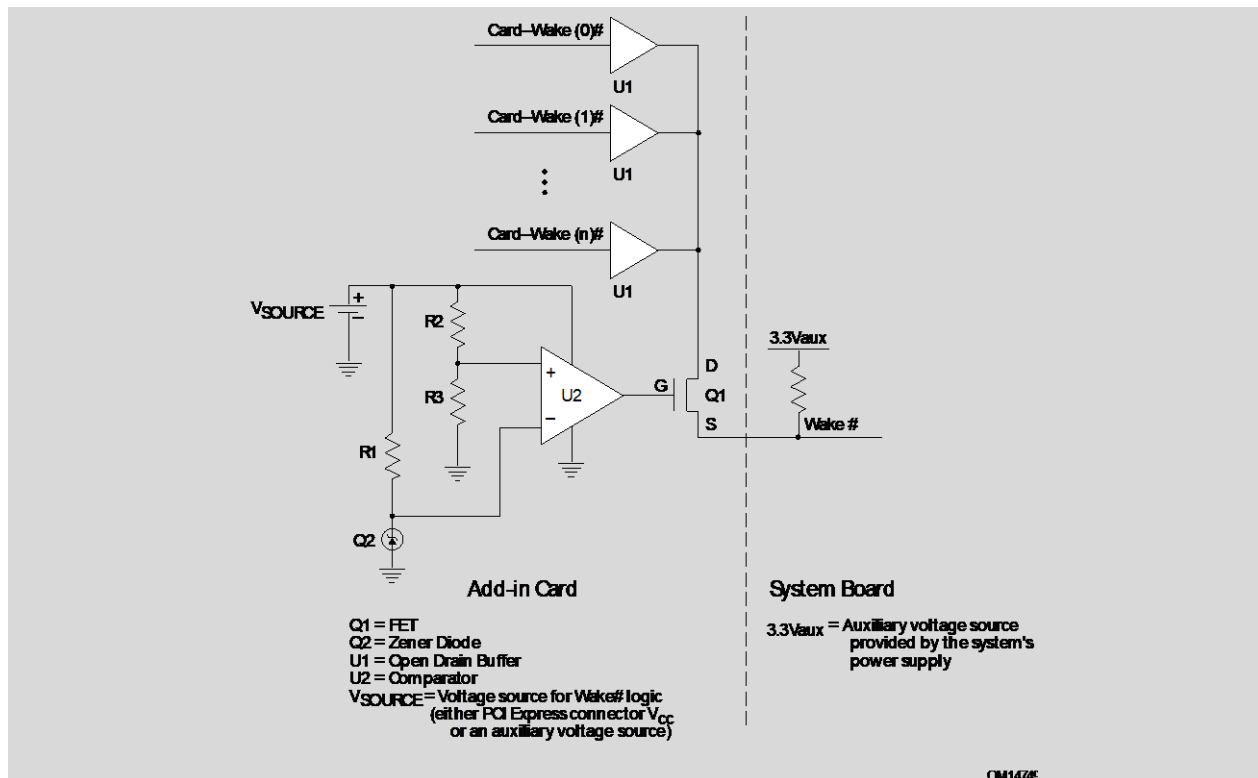 Card–Wake (0)#
U1
Card–Wake (1)#
U1
Card–Wake (n)#
U1
VSOURCE
+
–
R2
R3
R1
+
–
U2
G
D
Q1
S
3.3Vaux
Wake #
Q2
Add–in Card
System Board
Q1 = FET
Q2 = Zener Diode
U1 = Open Drain Buffer
U2 = Comparator
VSOURCE = Voltage source for Wake# logic
(either PCI Express connector VCC
or an auxilliary voltage source)
3.3Vaux = Auxilliary voltage source
provided by the system's
power supply